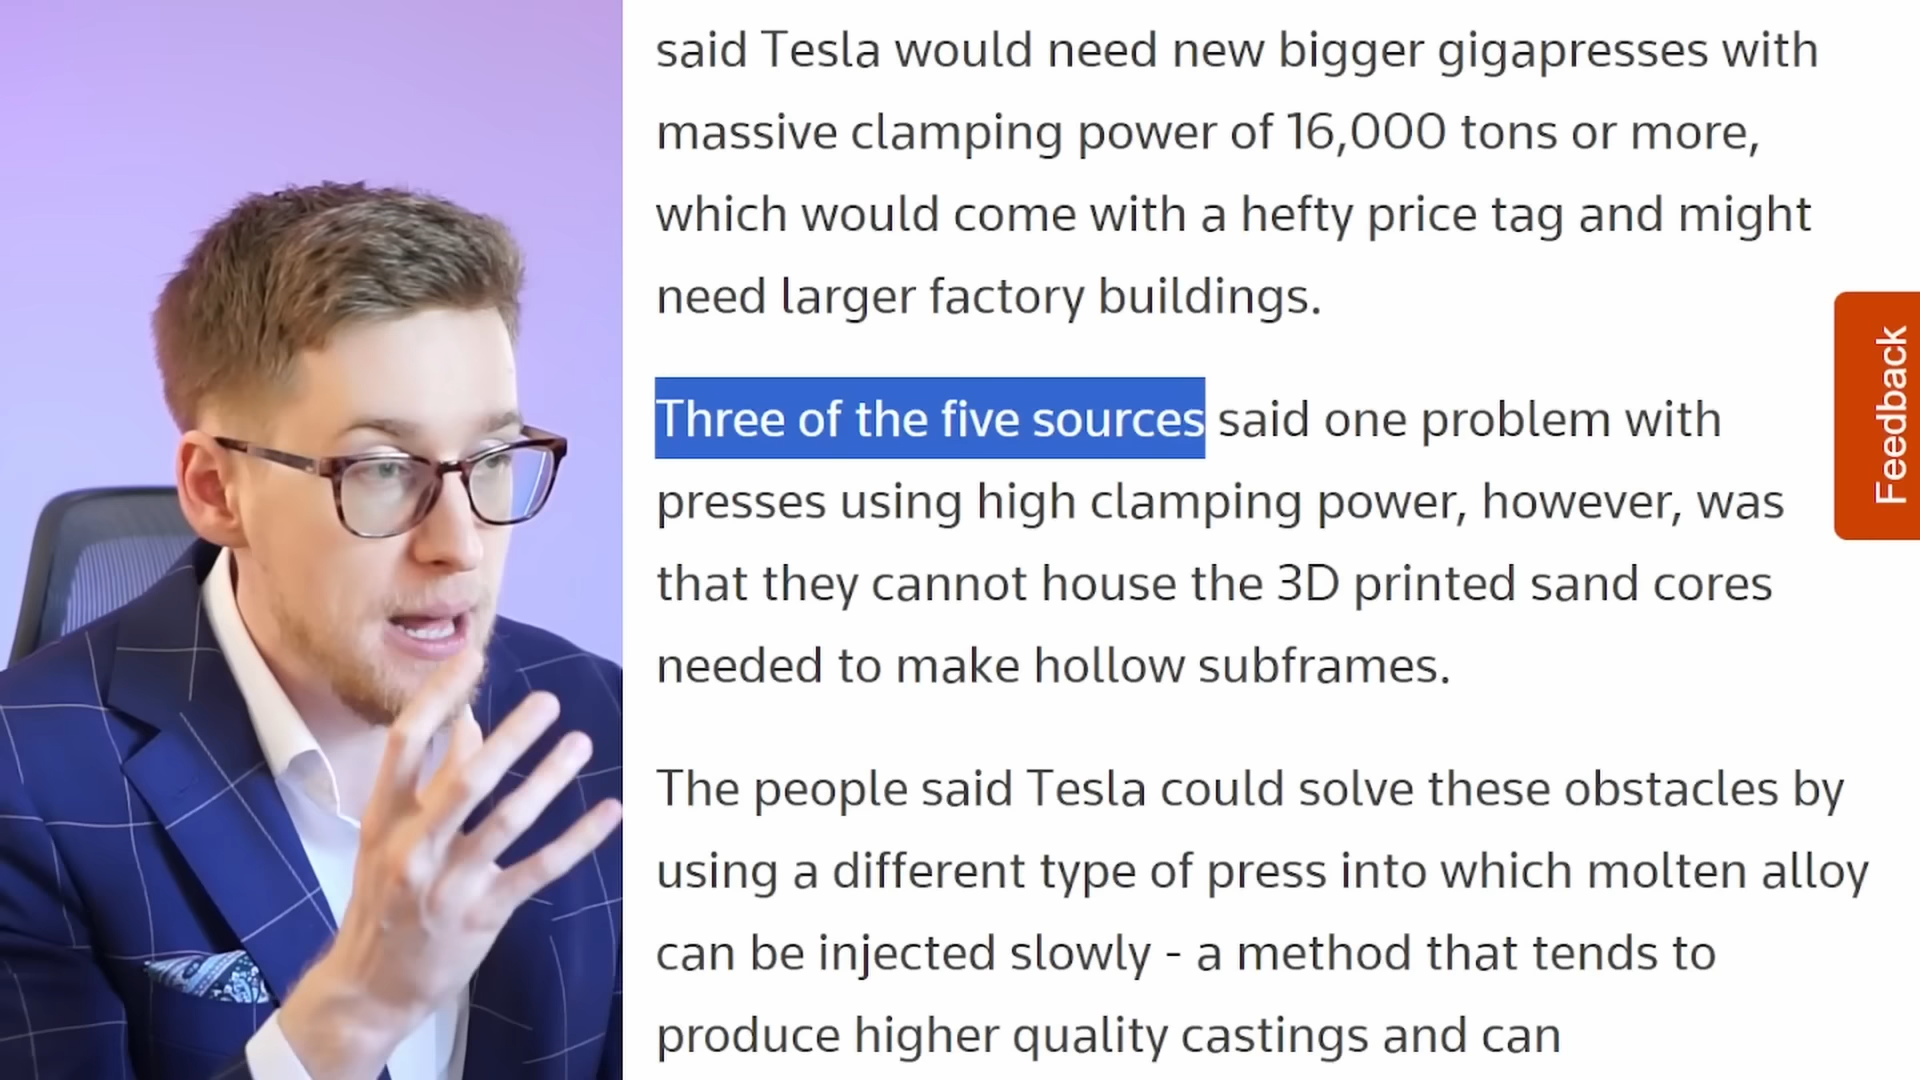 said Tesla would need new bigger gigapresses with
massive clamping power of 16,000 tons or more,
which would come with a hefty price tag and might
need larger factory buildings.
Three of the five sources said one problem with
presses using high clamping power, however, was
that they cannot house the 3D printed sand cores
needed to make hollow subframes.
The people said Tesla could solve these obstacles by
using a different type of press into which molten alloy
can be injected slowly - a method that tends to
produce higher quality castings and can
Feedback